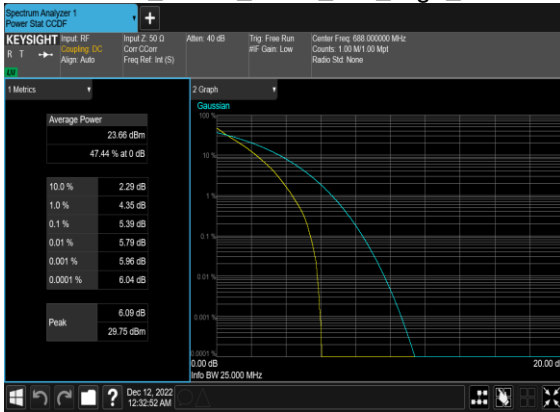 Spectrum Analyzer 1
Power Stat CCDF
KEYSIGHT
R T
LXI
Input: RF
Coupling: DC
Align: Auto
Input Z: 50 Ω
Corr CCorr
Freq Ref: Int (S)
Atten: 40 dB
Trig: Free Run
#IF Gain: Low
Center Freq: 688.000000 MHz
Counts: 1.00 M/1.00 Mpt
Radio Std: None
1 Metrics
Average Power
23.66 dBm
47.44 % at 0 dB
10.0 % 2.29 dB
1.0 % 4.35 dB
0.1 % 5.39 dB
0.01 % 5.79 dB
0.001 % 5.96 dB
0.0001 % 6.04 dB
Peak
6.09 dB
29.75 dBm
2 Graph
Gaussian
100 %
10 %
1 %
0.1 %
0.01 %
0.001 %
0.0001 %
0.00 dB
20.00 d
Info BW 25.000 MHz
?
Dec 12, 2022
12:32:52 AM